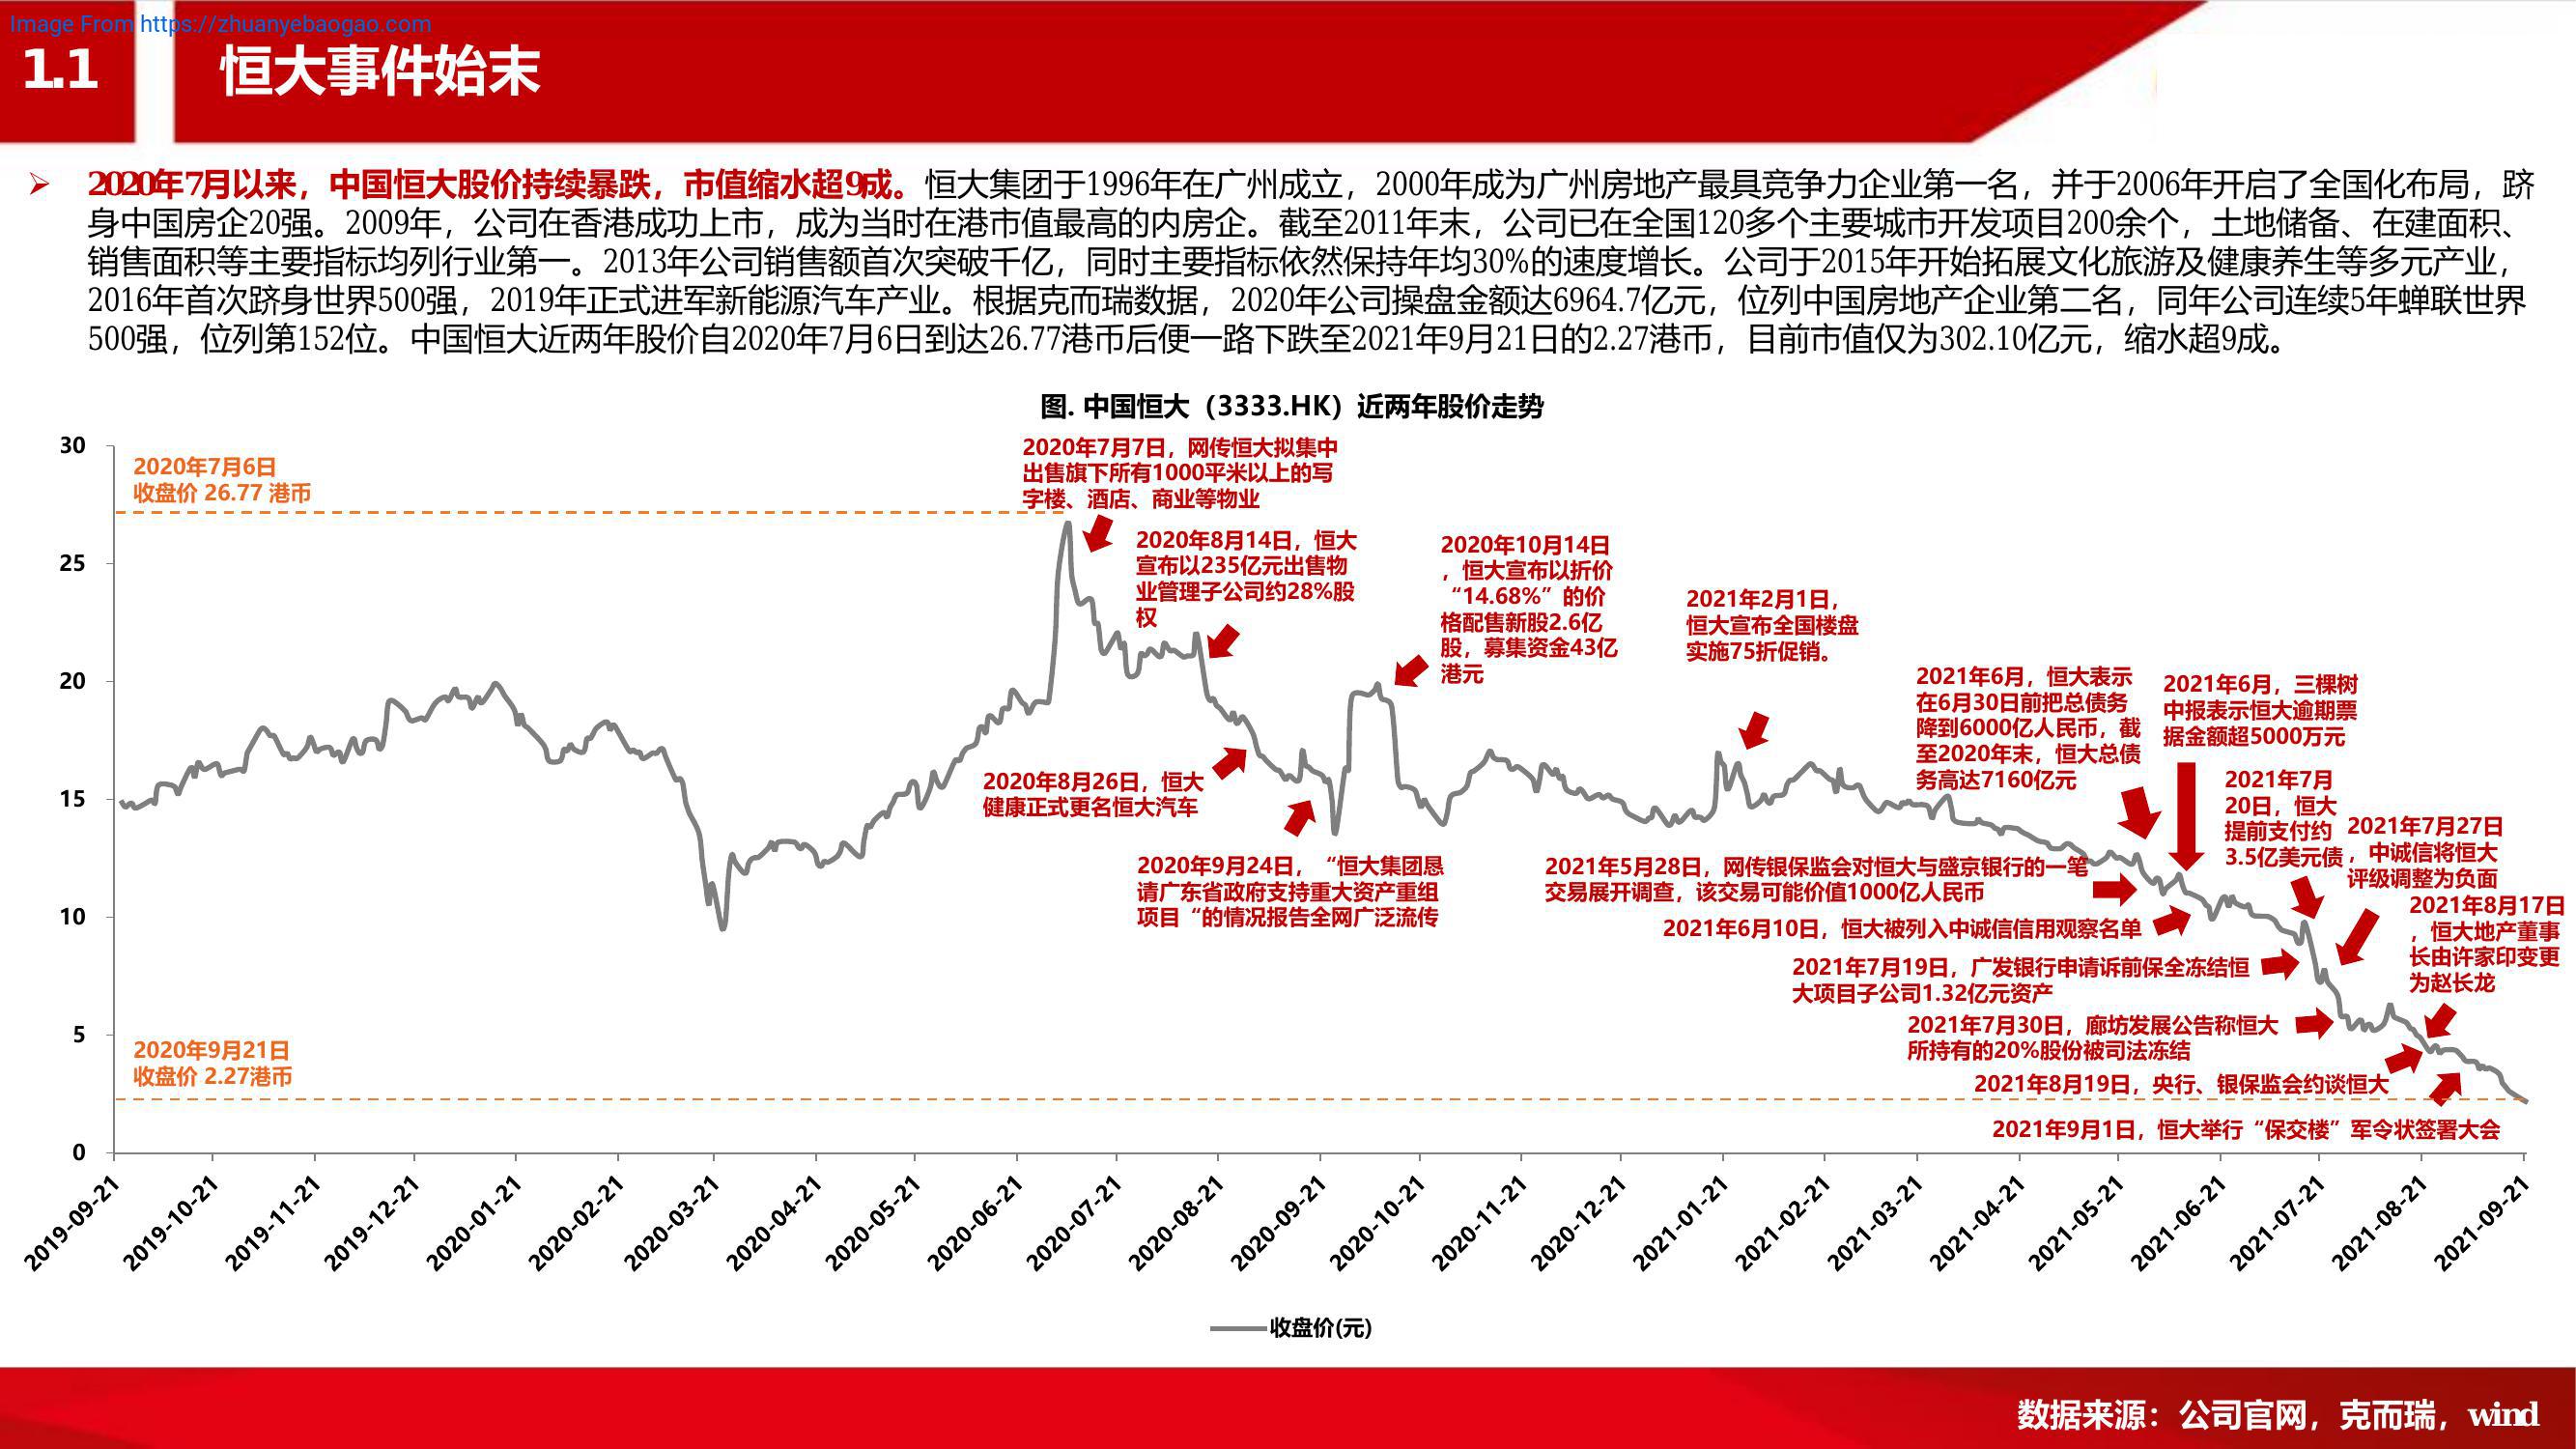 Image From https://zhuanyebaogao.com
1.1
恒大事件始末
➢ 2020年7月以来，中国恒大股价持续暴跌，市值缩水超9成。恒大集团于1996年在广州成立，2000年成为广州房地产最具竞争力企业第一名，并于2006年开启了全国化布局，跻
身中国房企20强。2009年，公司在香港成功上市，成为当时在港市值最高的内房企。截至2011年末，公司已在全国120多个主要城市开发项目200余个，土地储备、在建面积、
销售面积等主要指标均列行业第一。2013年公司销售额首次突破千亿，同时主要指标依然保持年均30%的速度增长。公司于2015年开始拓展文化旅游及健康养生等多元产业，
2016年首次跻身世界500强，2019年正式进军新能源汽车产业。根据克而瑞数据，2020年公司操盘金额达6964.7亿元，位列中国房地产企业第二名，同年公司连续5年蝉联世界
500强，位列第152位。中国恒大近两年股价自2020年7月6日到达26.77港币后便一路下跌至2021年9月21日的2.27港币，目前市值仅为302.10亿元，缩水超9成。
图. 中国恒大（3333.HK）近两年股价走势
30
25
20
15
10
5
0
2020年7月6日
收盘价 26.77 港币
2020年7月7日，网传恒大拟集中
出售旗下所有1000平米以上的写
字楼、酒店、商业等物业
2020年8月14日，恒大
宣布以235亿元出售物
业管理子公司约28%股
权
2020年10月14日
，恒大宣布以折价
“14.68%”的价
格配售新股2.6亿
股，募集资金43亿
港元
2021年2月1日，
恒大宣布全国楼盘
实施75折促销。
2021年6月，恒大表示
在6月30日前把总债务
降到6000亿人民币，截
至2020年末，恒大总债
务高达7160亿元
2021年6月，三棵树
中报表示恒大逾期票
据金额超5000万元
2021年7月
20日，恒大
提前支付约
3.5亿美元债
2021年7月27日
，中诚信将恒大
评级调整为负面
2021年8月17日
，恒大地产董事
长由许家印变更
为赵长龙
2020年8月26日，恒大
健康正式更名恒大汽车
2020年9月24日，“恒大集团恳
请广东省政府支持重大资产重组
项目“的情况报告全网广泛流传
2021年5月28日，网传银保监会对恒大与盛京银行的一笔
交易展开调查，该交易可能价值1000亿人民币
2021年6月10日，恒大被列入中诚信信用观察名单
2021年7月19日，广发银行申请诉前保全冻结恒
大项目子公司1.32亿元资产
2021年7月30日，廊坊发展公告称恒大
所持有的20%股份被司法冻结
2021年8月19日，央行、银保监会约谈恒大
2021年9月1日，恒大举行“保交楼”军令状签署大会
2020年9月21日
收盘价 2.27港币
2019-09-21
2019-10-21
2019-11-21
2019-12-21
2020-01-21
2020-02-21
2020-03-21
2020-04-21
2020-05-21
2020-06-21
2020-07-21
2020-08-21
2020-09-21
2020-10-21
2020-11-21
2020-12-21
2021-01-21
2021-02-21
2021-03-21
2021-04-21
2021-05-21
2021-06-21
2021-07-21
2021-08-21
2021-09-21
收盘价(元)
数据来源：公司官网，克而瑞，wind